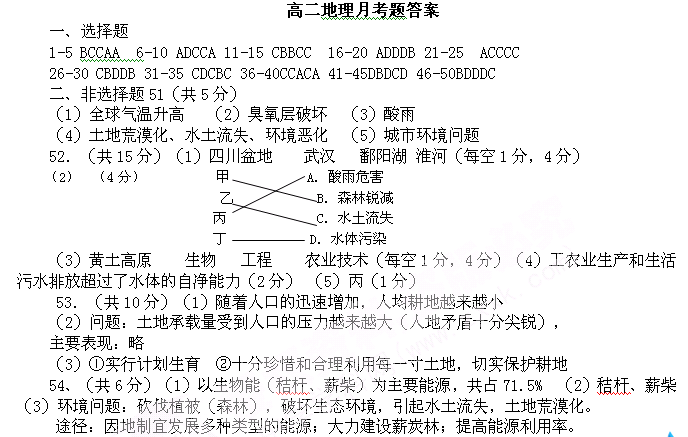 高二地理月考题答案
一、选择题
1-5 BCCAA 6-10 ADCCA 11-15 CBBCC 16-20 ADDDB 21-25 ACCCC
26-30 CBDDB 31-35 CDCBC 36-40CCACA 41-45DBDCD 46-50BDDDC
二、非选择题51（共5分）
（1）全球气温升高 （2）臭氧层破坏 （3）酸雨
（4）土地荒漠化、水土流失、环境恶化 （5）城市环境问题
52．（共15分）（1）四川盆地 武汉 鄱阳湖 淮河（每空1分，4分）
（2）（4分） 甲 A. 酸雨危害
乙 B. 森林锐减
丙 C. 水土流失
丁 D. 水体污染
（3）黄土高原 生物 工程 农业技术（每空1分，4分）（4）工农业生产和生活
污水排放超过了水体的自净能力（2分）（5）丙（1分）
53．（共10分）（1）随着人口的迅速增加，人均耕地越来越小
（2）问题：土地承载量受到人口的压力越来越大（人地矛盾十分尖锐），
主要表现：略
（3）①实行计划生育 ②十分珍惜和合理利用每一寸土地，切实保护耕地
54、（共6分）（1）以生物能（秸秆、薪柴）为主要能源，共占71.5% （2）秸秆、薪柴
（3）环境问题：砍伐植被（森林），破坏生态环境，引起水土流失，土地荒漠化。
途径：因地制宜发展多种类型的能源；大力建设薪炭林；提高能源利用率。